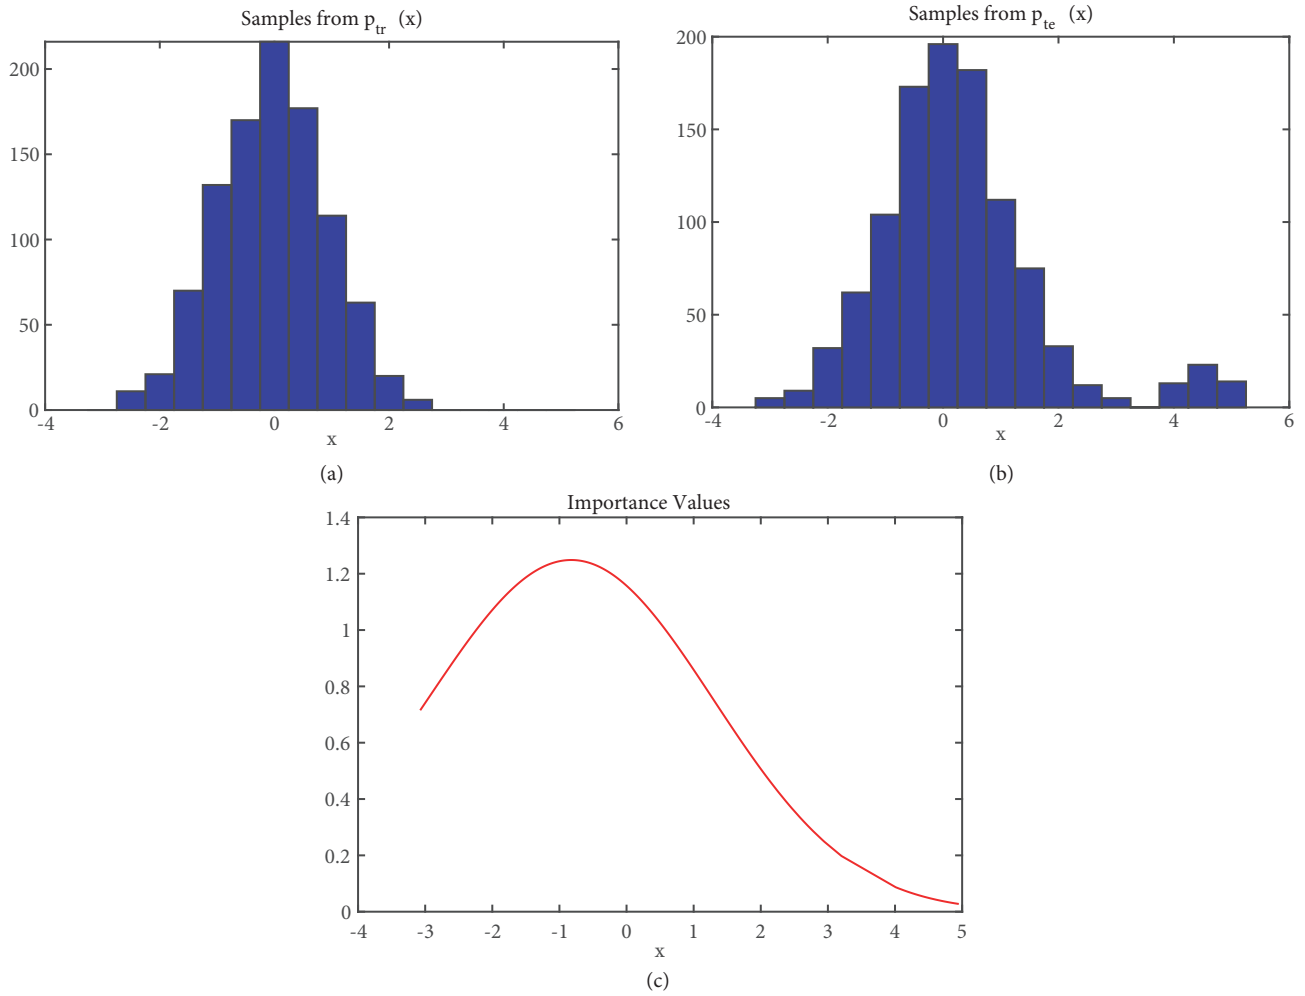 Samples from p_tr (x)
200
150
100
50
0
-4 -2 0 2 4 6
x
(a)
Samples from p_te (x)
200
150
100
50
0
-4 -2 0 2 4 6
x
(b)
Importance Values
1.4
1.2
1
0.8
0.6
0.4
0.2
0
-4 -3 -2 -1 0 1 2 3 4 5
x
(c)